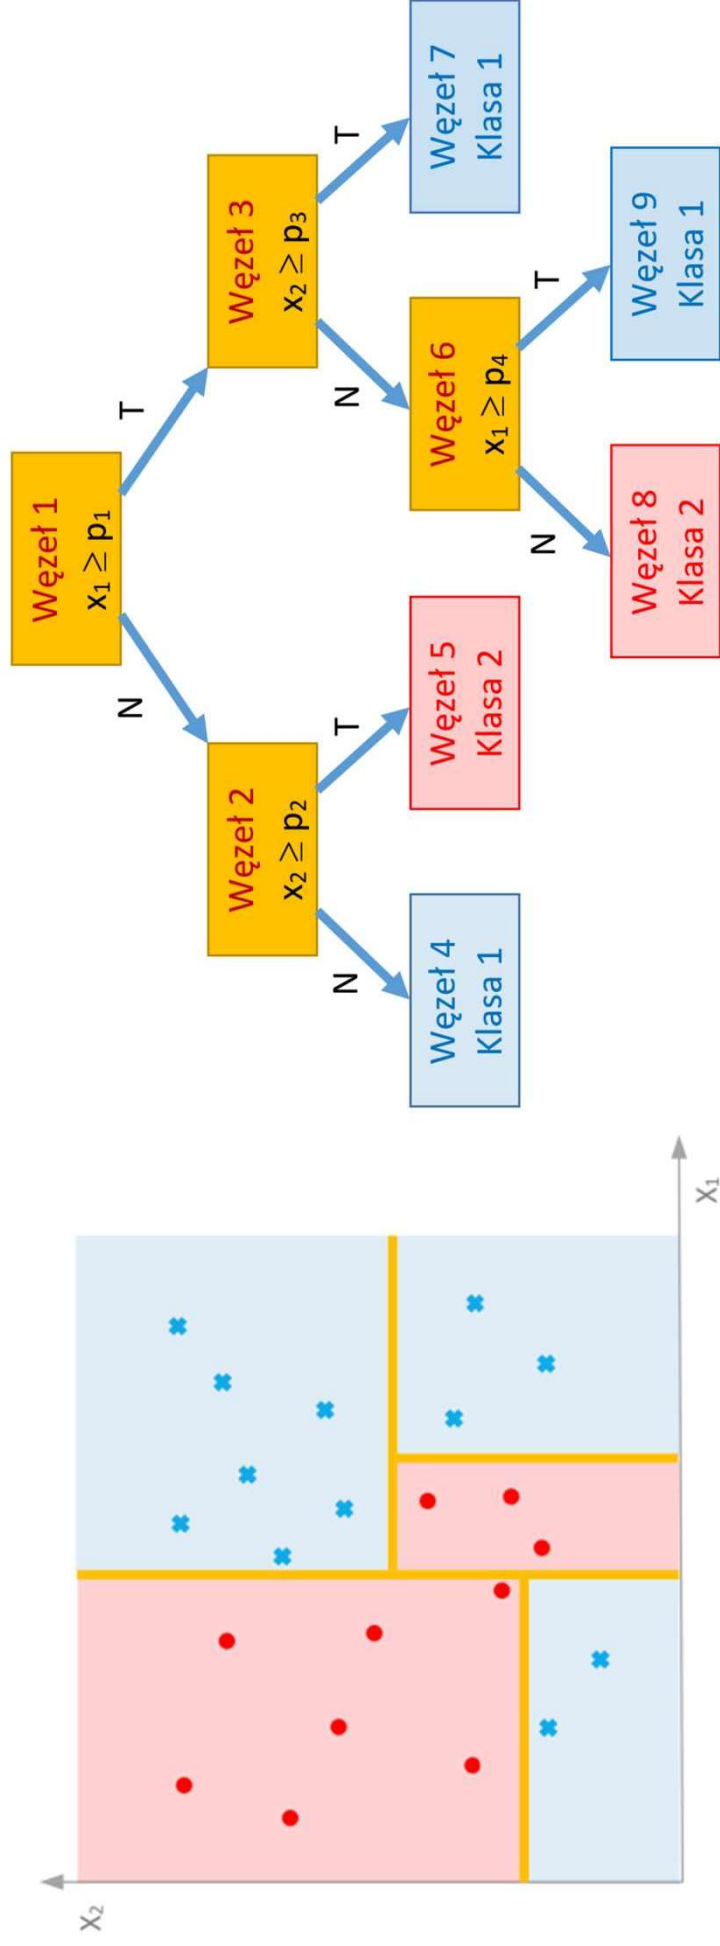 X₂
X₁
Węzeł 1
x₁ ≥ p₁
N
T
Węzeł 2
x₂ ≥ p₂
Węzeł 3
x₂ ≥ p₃
N
T
N
T
Węzeł 4
Klasa 1
Węzeł 5
Klasa 2
Węzeł 6
x₁ ≥ p₄
Węzeł 7
Klasa 1
N
T
Węzeł 8
Klasa 2
Węzeł 9
Klasa 1